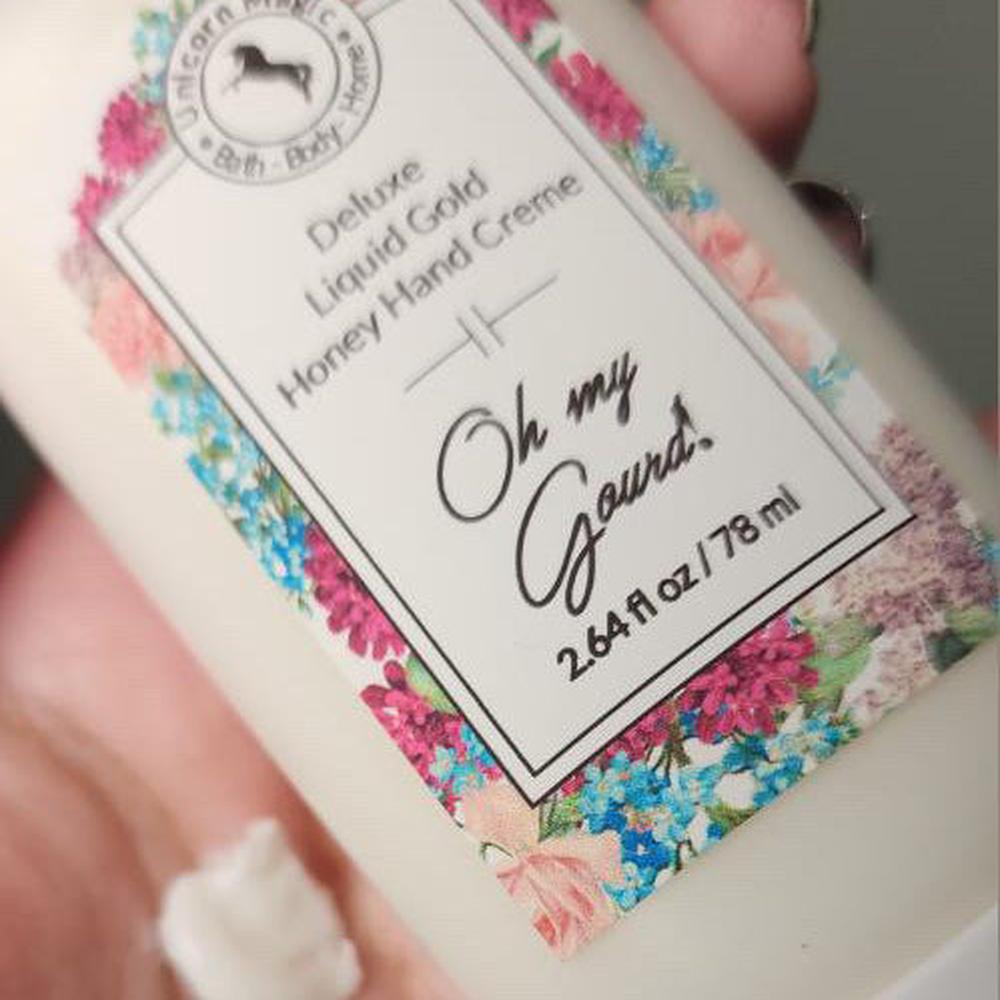 Unicorn Magic
Bath - Body - Home
Deluxe
Liquid Gold
Honey Hand Creme
Oh my
Gourd!
2.64 fl oz / 78 ml